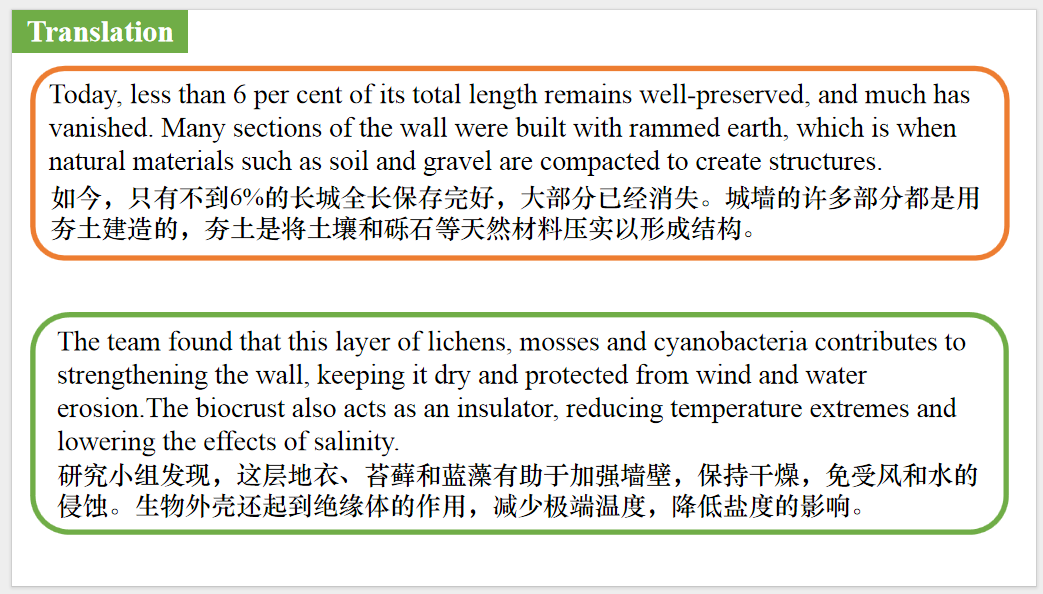 Translation
Today, less than 6 per cent of its total length remains well-preserved, and much has
vanished. Many sections of the wall were built with rammed earth, which is when
natural materials such as soil and gravel are compacted to create structures.
如今，只有不到6%的长城全长保存完好，大部分已经消失。城墙的许多部分都是用
夯土建造的，夯土是将土壤和砾石等天然材料压实以形成结构。
The team found that this layer of lichens, mosses and cyanobacteria contributes to
strengthening the wall, keeping it dry and protected from wind and water
erosion.The biocrust also acts as an insulator, reducing temperature extremes and
lowering the effects of salinity.
研究小组发现，这层地衣、苔藓和蓝藻有助于加强墙壁，保持干燥，免受风和水的
侵蚀。生物外壳还起到绝缘体的作用，减少极端温度，降低盐度的影响。